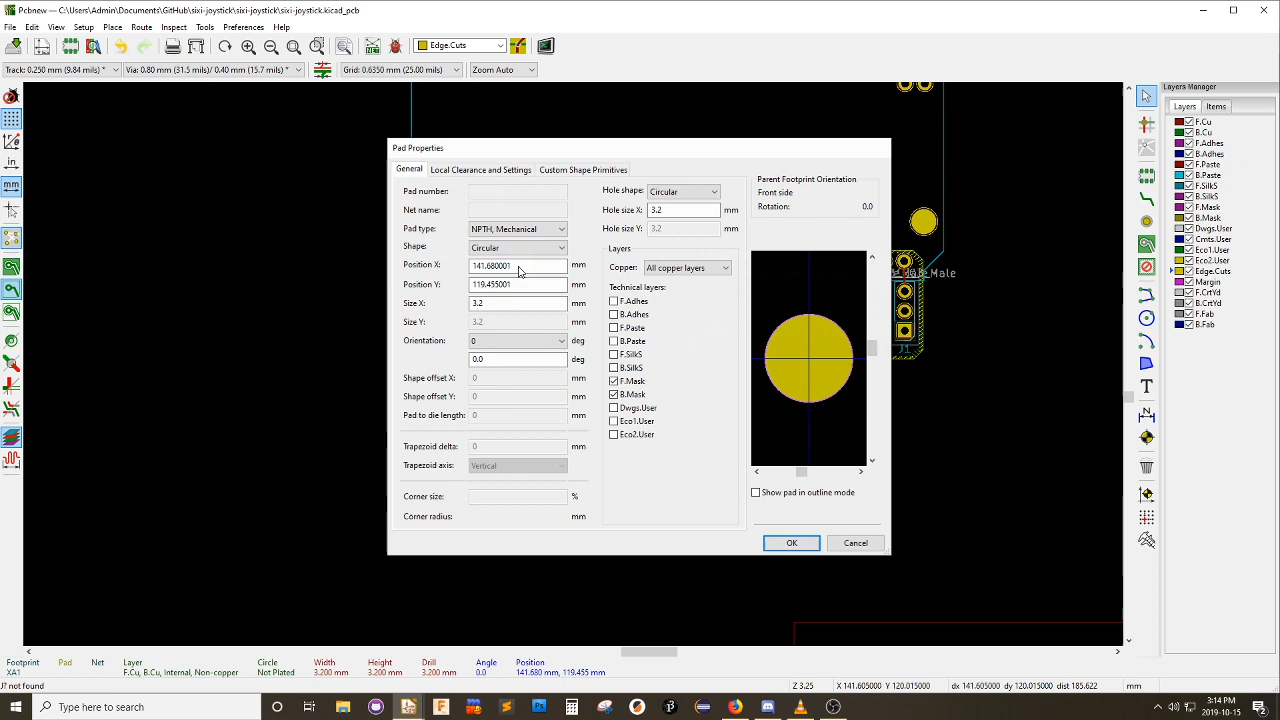 Pcbnew — C:\Users\Admin\Documents\GitHub\sixi-joystick\sixi-joystick\sixi-joystick.kicad_pcb
File Edit View Setup Place Route Inspect Tools Preferences Help
Edge.Cuts
Track: 0.250 mm (9.84 mils) * Via: 0.80 mm (31.5 mils)/ 0.40 mm (15.7 mils) * Grid: 0.6350 mm (25.00 mils) Zoom Auto
Layers Manager
Layers Items
F.Cu
B.Cu
F.Adhes
B.Adhes
F.Paste
B.Paste
F.SilkS
B.SilkS
F.Mask
B.Mask
Dwgs.User
Cmts.User
Eco1.User
Eco2.User
Edge.Cuts
Margin
F.CrtYd
B.CrtYd
F.Fab
B.Fab
in
mm
Pad Properties
General Local Clearance and Settings Custom Shape Primitives
Pad number:
Net name:
Pad type: NPTH, Mechanical
Shape: Circular
Position X: 141.680001 mm
Position Y: 119.455001 mm
Size X: 3.2 mm
Size Y: 3.2 mm
Orientation: 0 deg
0.0 deg
Shape offset X: 0 mm
Shape offset Y: 0 mm
Pad to die length: 0 mm
Trapezoid delta: 0 mm
Trapezoid axis: Vertical
Corner size: %
Corner radius: mm
Hole shape: Circular
Hole size X: 3.2 mm
Hole size Y: 3.2 mm
Layers
Copper: All copper layers
Technical layers:
F.Adhes
B.Adhes
F.Paste
B.Paste
F.SilkS
B.SilkS
F.Mask
B.Mask
Dwgs.User
Eco1.User
Eco2.User
Parent Footprint Orientation
Front side
Rotation: 0.0
Show pad in outline mode
OK Cancel
Male
J1
Footprint Pad Net Layer Circle Width Height Drill Angle Position
XA1 F.Cu, B.Cu, Internal, Non-copper Not Plated 3.200 mm 3.200 mm 3.200 mm 0.0 141.680 mm, 119.455 mm
J? not found Z 3.25 X 141.605000 Y 120.015000 dx 141.605000 dy 120.015000 dist 185.622 mm
Type here to search
3:14 PM
2019-10-15